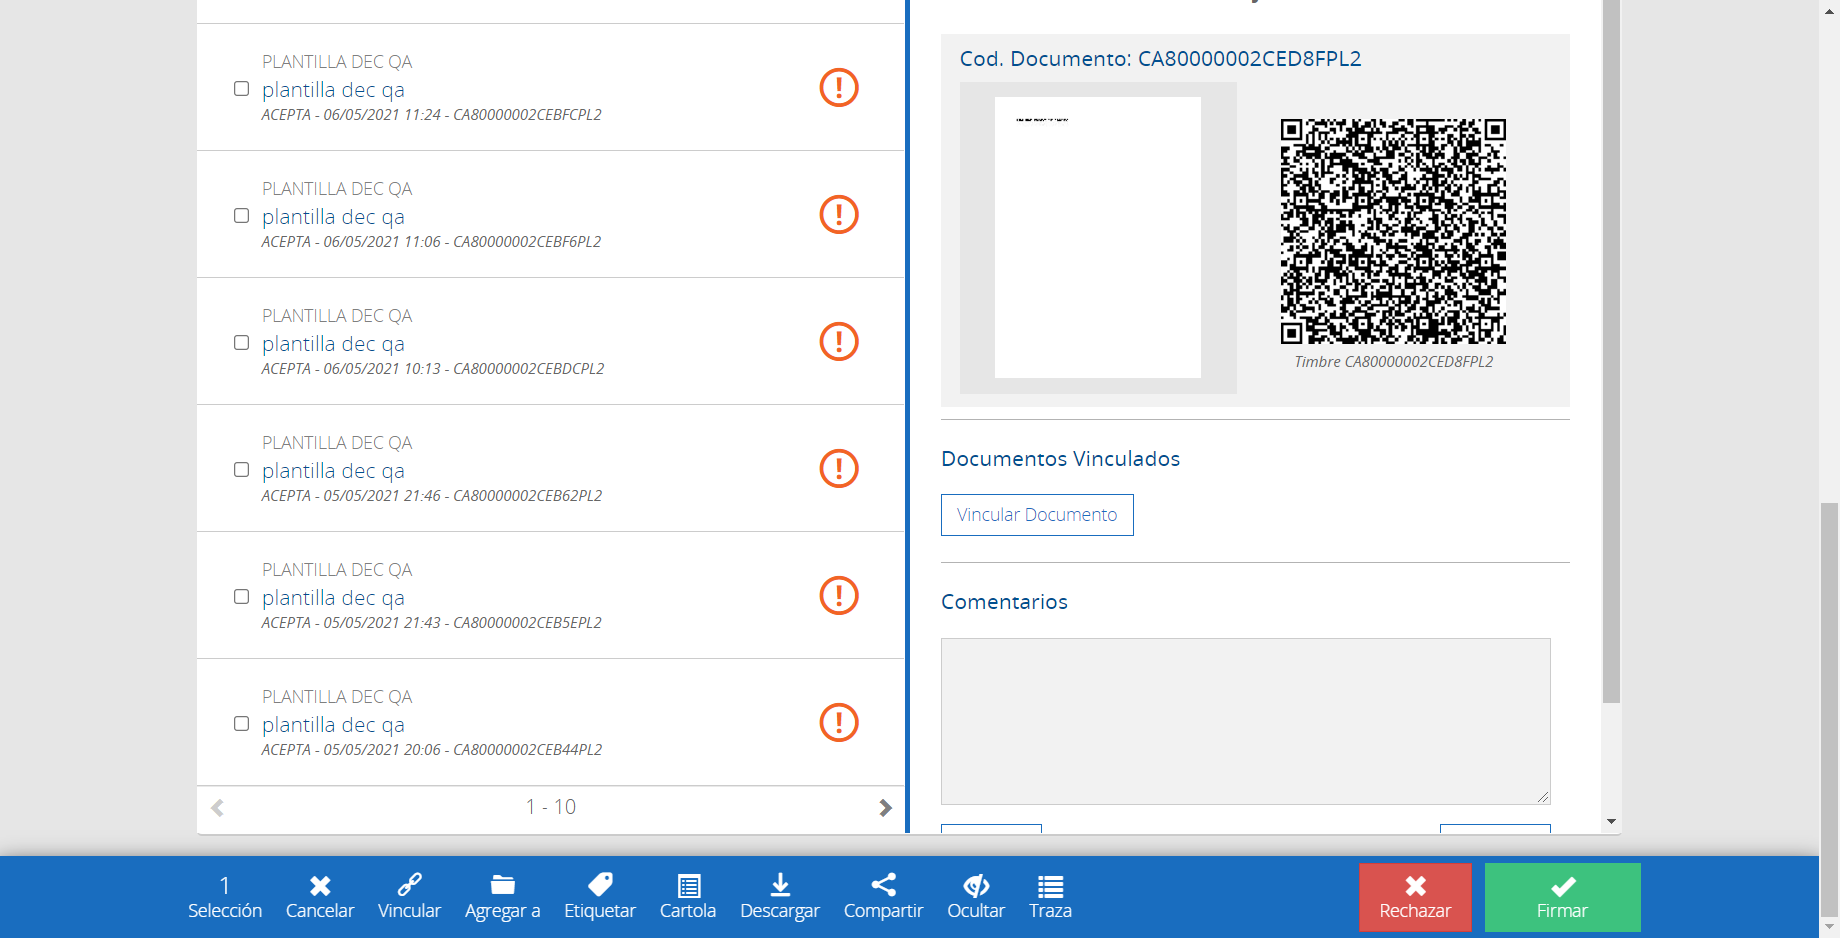 PLANTILLA DEC QA
plantilla dec qa
ACEPTA - 06/05/2021 11:24 - CA80000002CEBFCPL2
PLANTILLA DEC QA
plantilla dec qa
ACEPTA - 06/05/2021 11:06 - CA80000002CEBF6PL2
PLANTILLA DEC QA
plantilla dec qa
ACEPTA - 06/05/2021 10:13 - CA80000002CEBDCPL2
PLANTILLA DEC QA
plantilla dec qa
ACEPTA - 05/05/2021 21:46 - CA80000002CEB62PL2
PLANTILLA DEC QA
plantilla dec qa
ACEPTA - 05/05/2021 21:43 - CA80000002CEB5EPL2
PLANTILLA DEC QA
plantilla dec qa
ACEPTA - 05/05/2021 20:06 - CA80000002CEB44PL2
1 - 10
Cod. Documento: CA80000002CED8FPL2
Timbre CA80000002CED8FPL2
Documentos Vinculados
Vincular Documento
Comentarios
1
Selección
Cancelar
Vincular
Agregar a
Etiquetar
Cartola
Descargar
Compartir
Ocultar
Traza
Rechazar
Firmar